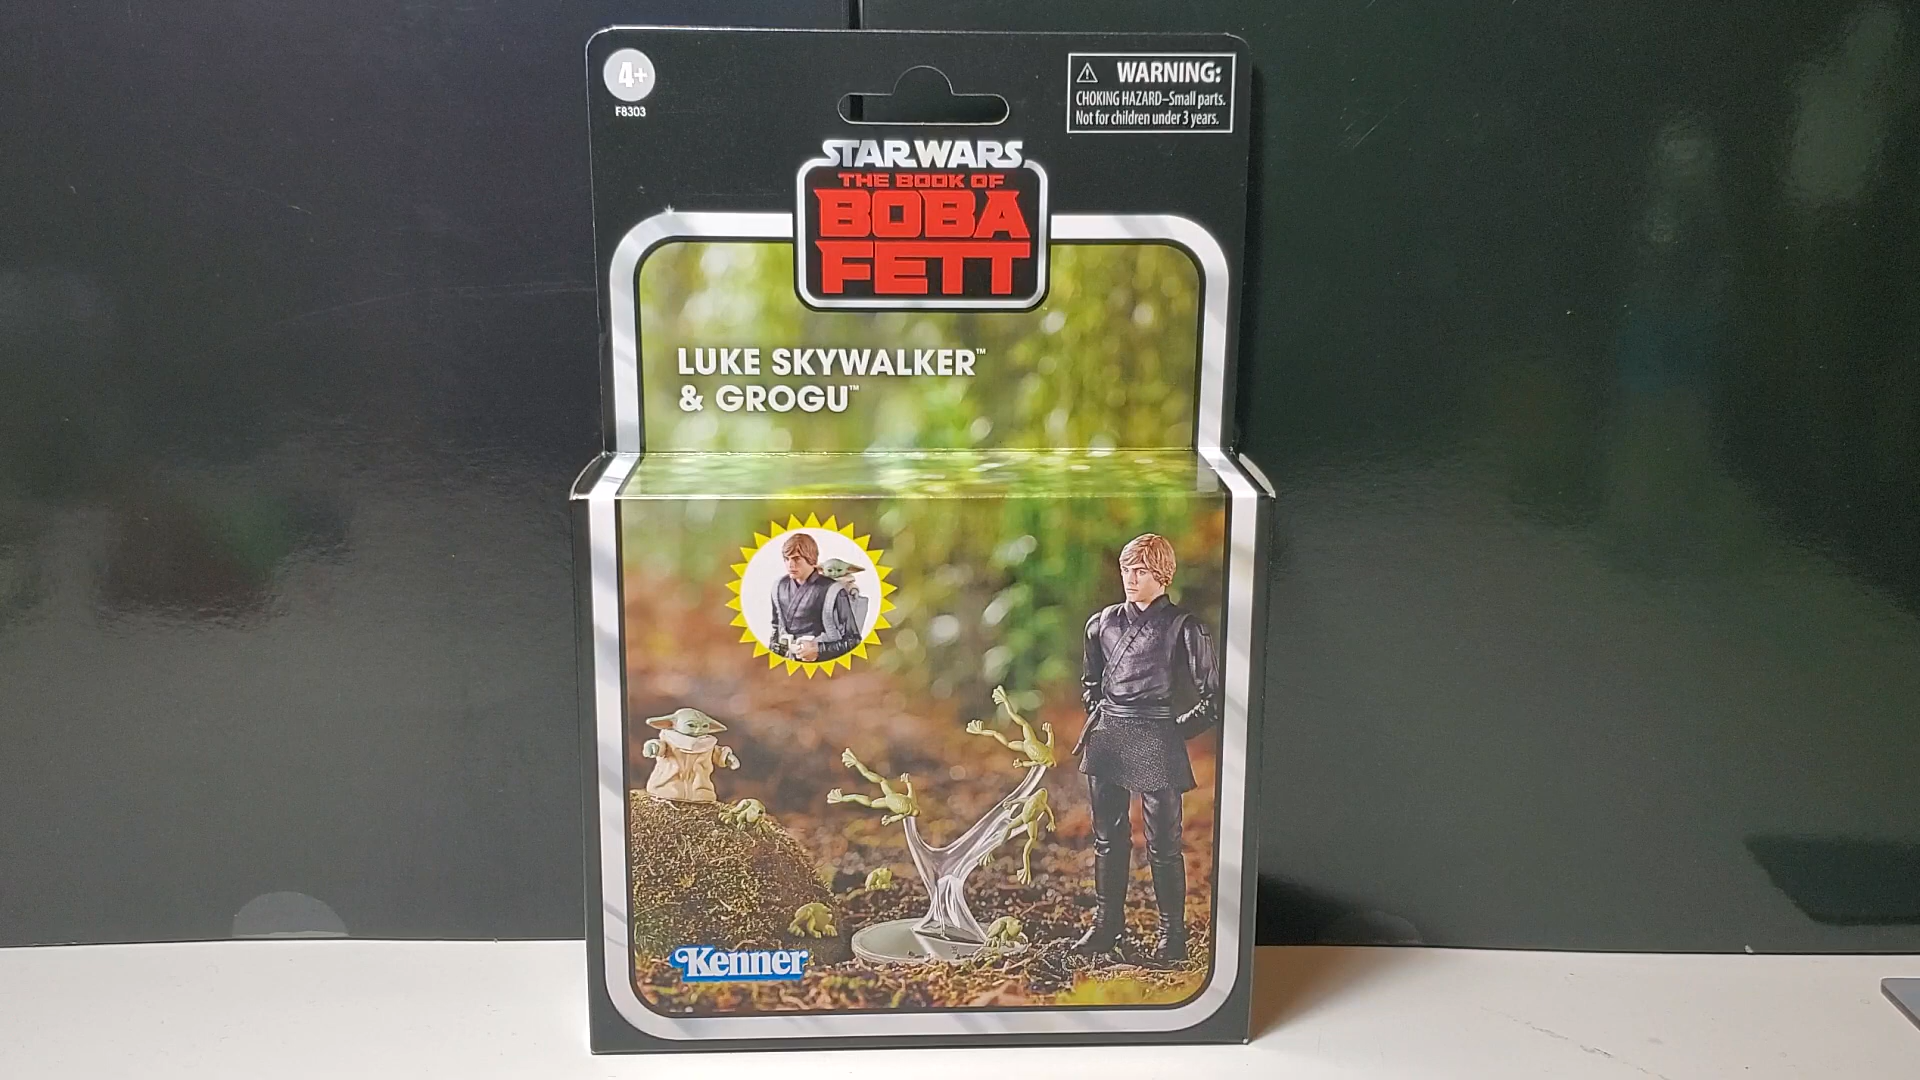 4+
F8303
⚠ WARNING:
CHOKING HAZARD–Small parts.
Not for children under 3 years.
STAR WARS
THE BOOK OF
BOBA
FETT
LUKE SKYWALKER™
& GROGU™
Kenner